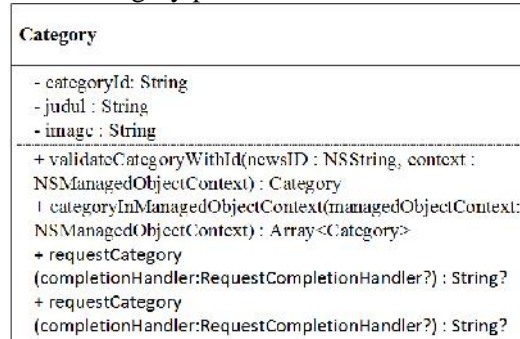 Category
- categoryId: String
- judul : String
- image : String
+ validateCategoryWithId(newsID : NSString, context :
NSManagedObjectContext) : Category
+ categoryInManagedObjectContext(managedObjectContext:
NSManagedObjectContext) : Array<Category>
+ requestCategory
(completionHandler:RequestCompletionHandler?) : String?
+ requestCategory
(completionHandler:RequestCompletionHandler?) : String?